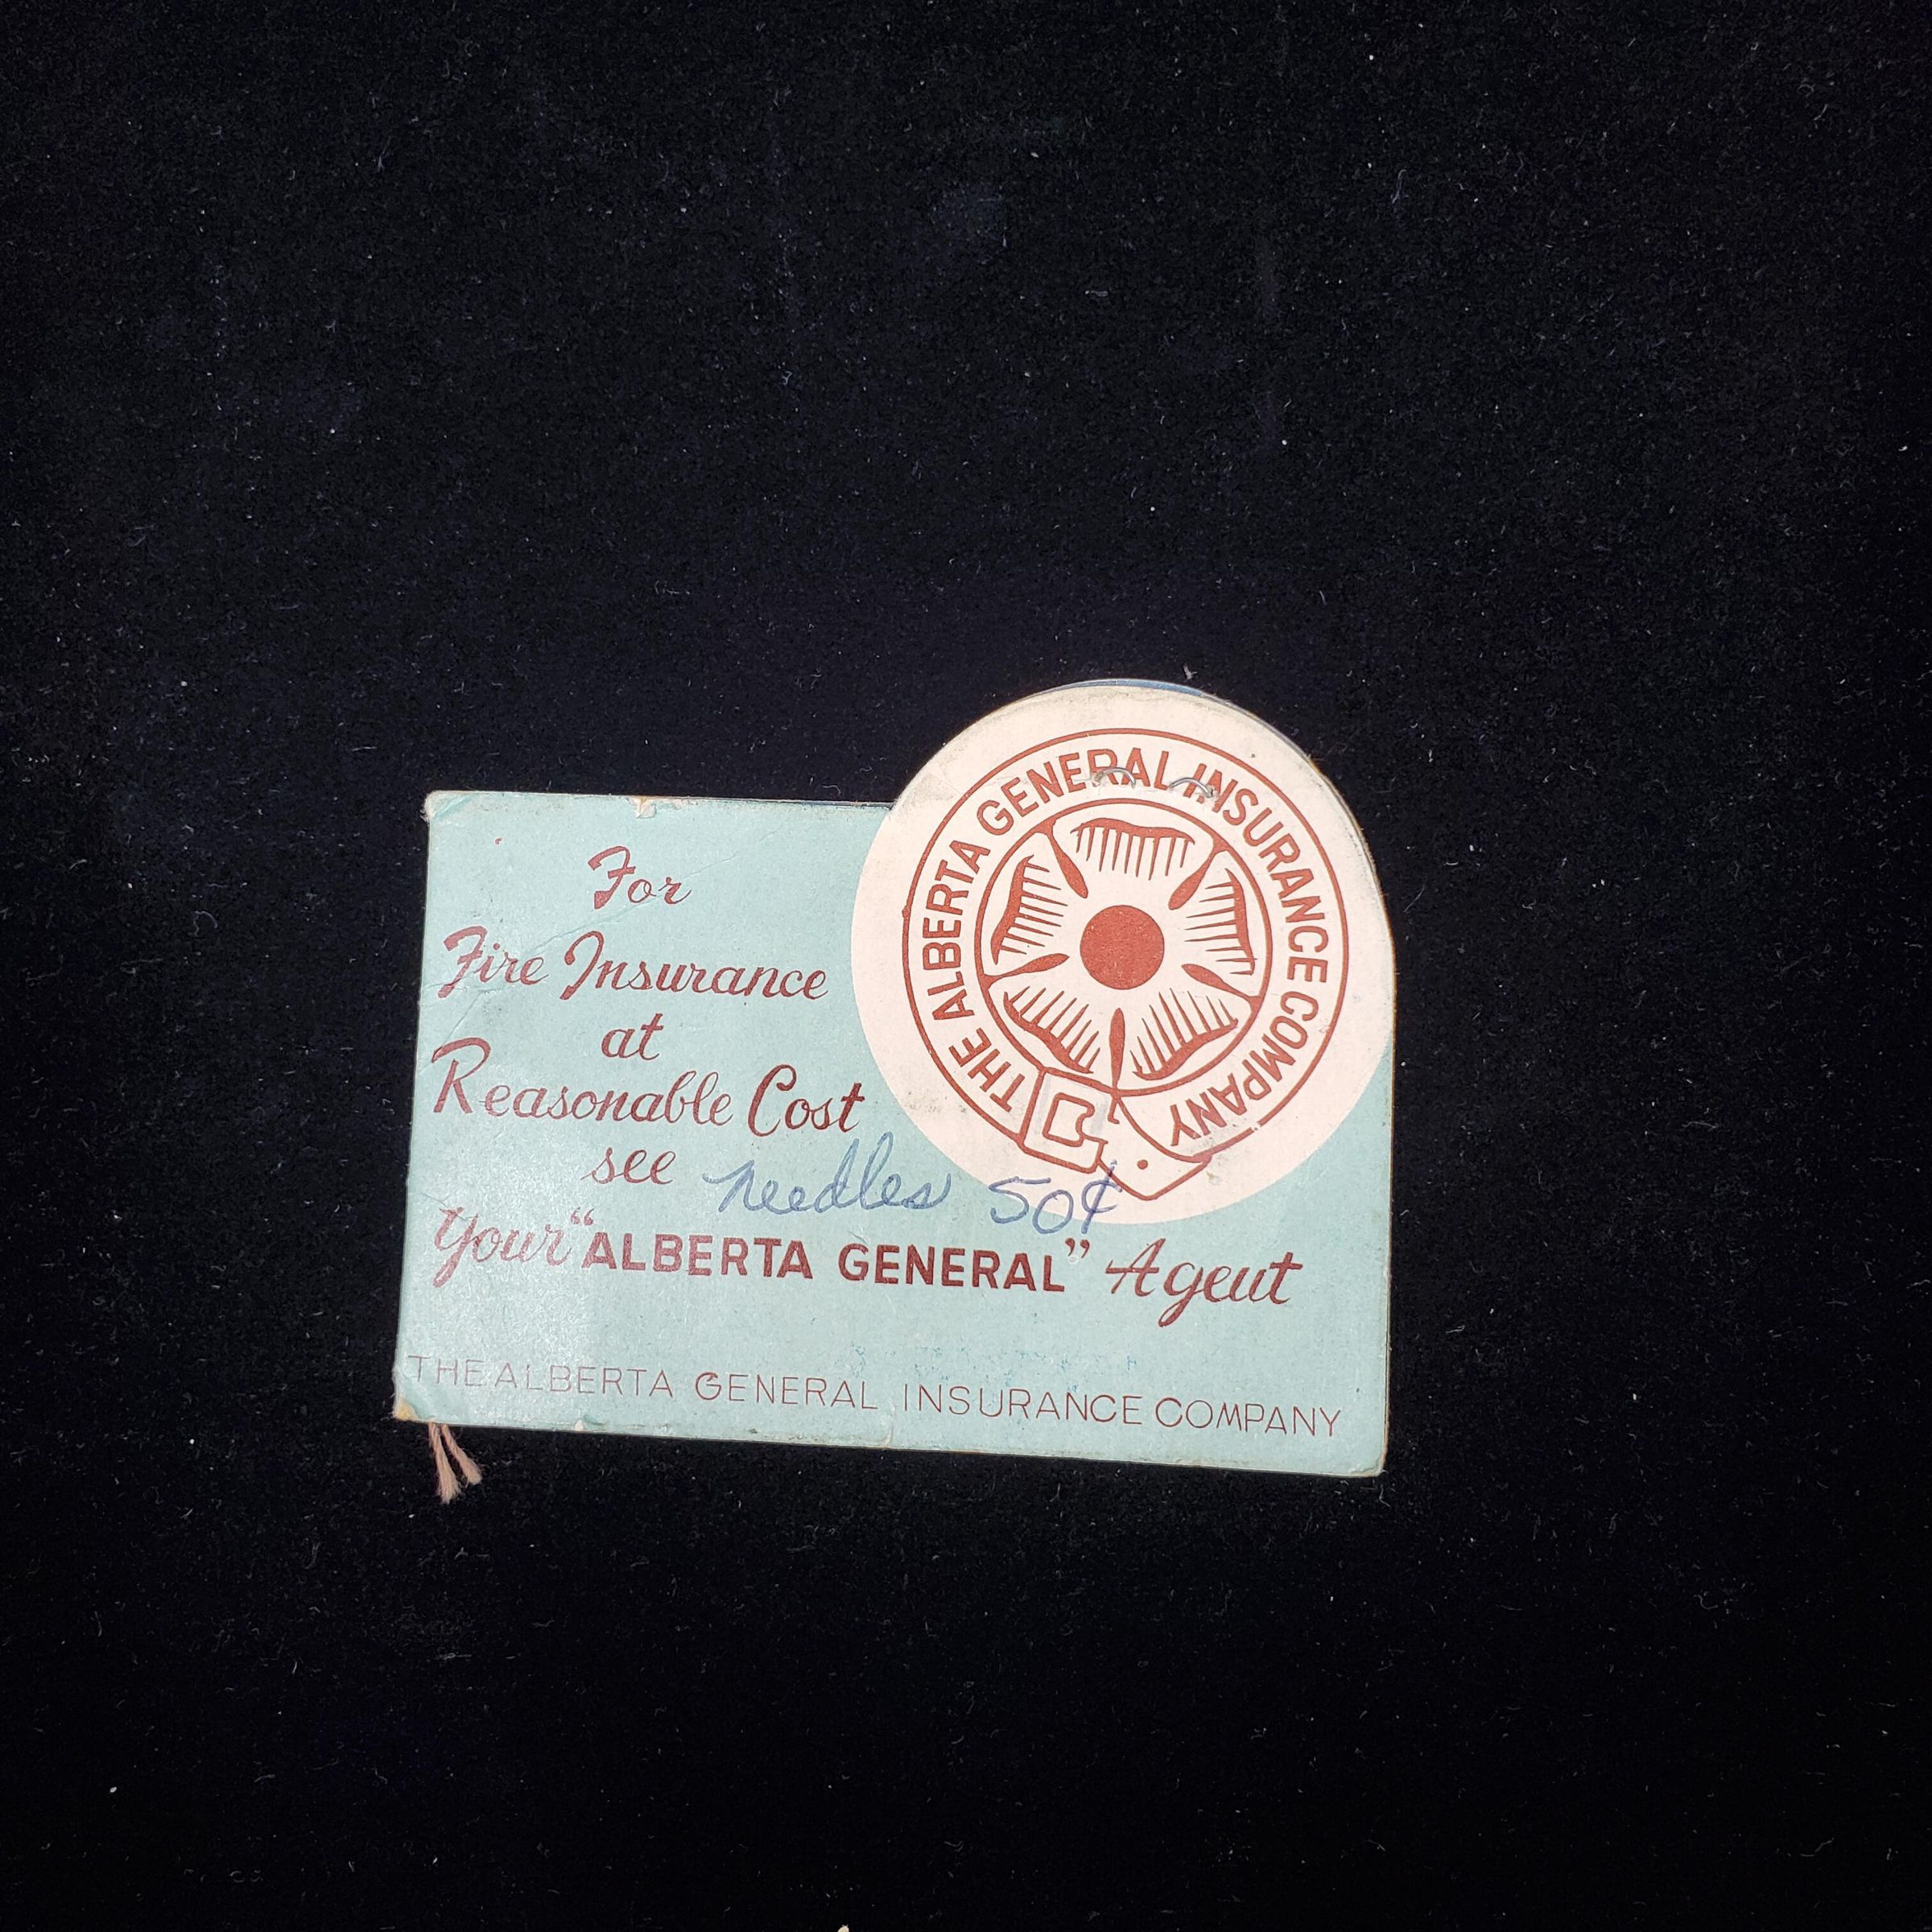 For
Fire Insurance
at
Reasonable Cost
see needles 50¢
Your "ALBERTA GENERAL" Agent
THE ALBERTA GENERAL INSURANCE COMPANY
THE ALBERTA GENERAL INSURANCE COMPANY